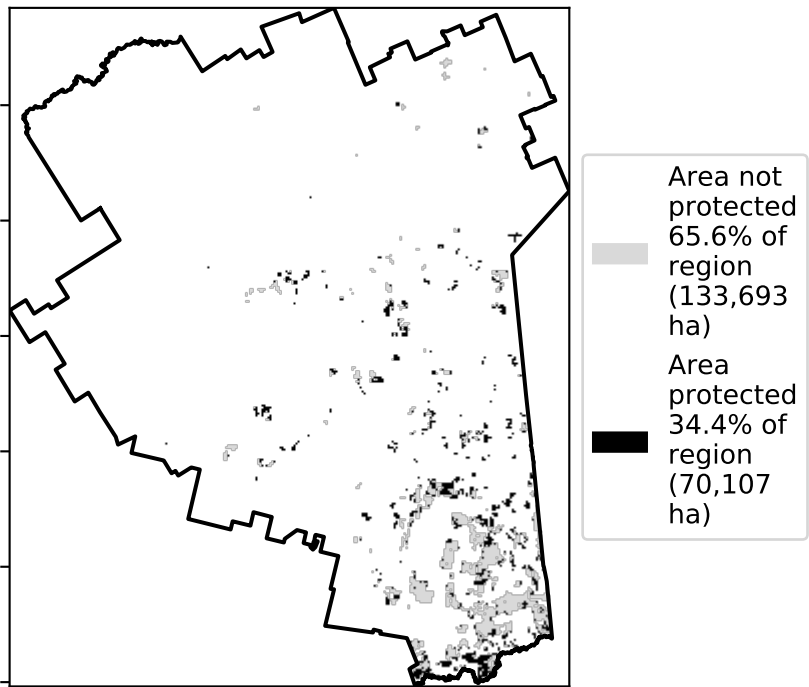 Area not
protected
65.6% of
region
(133,693
ha)
Area
protected
34.4% of
region
(70,107
ha)